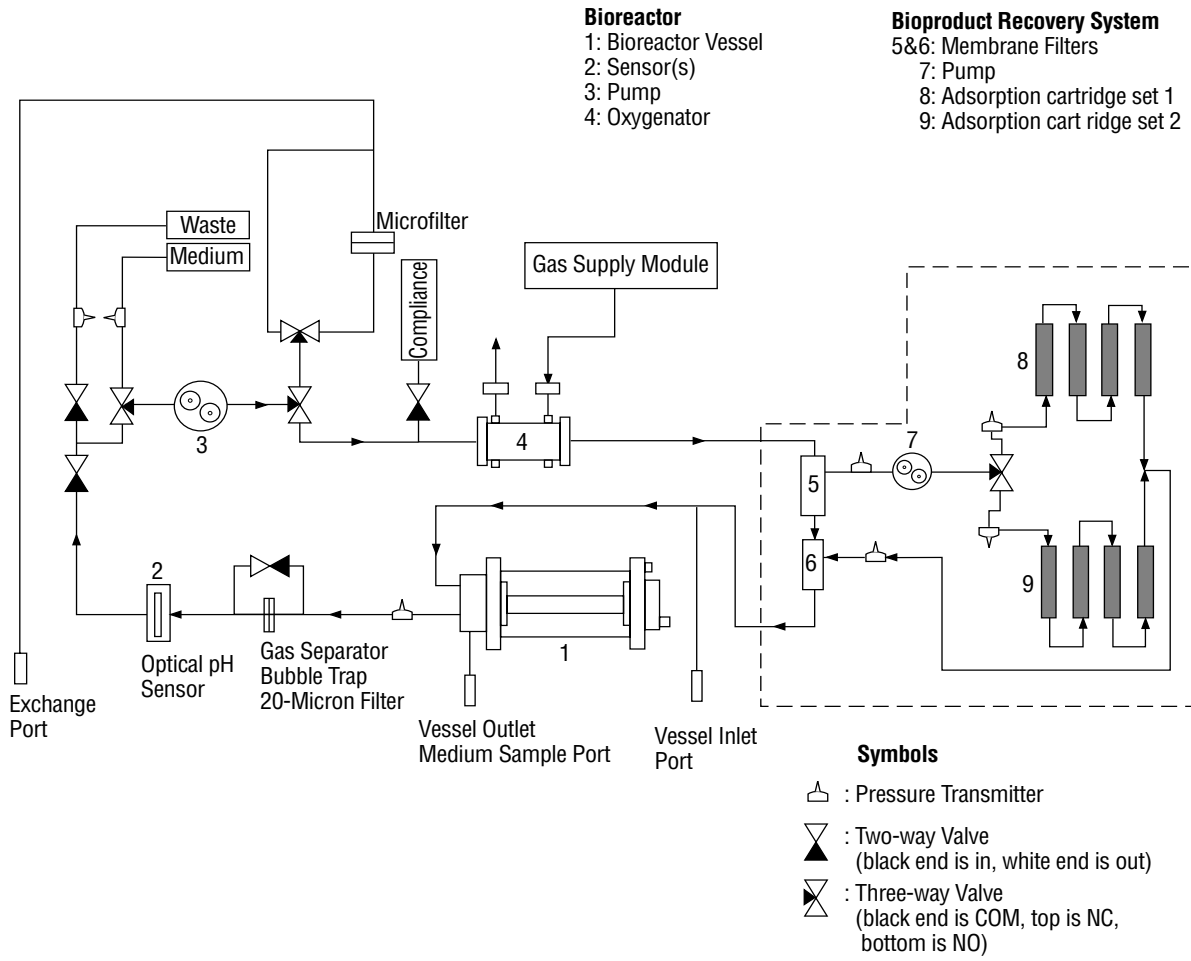 Bioreactor
1: Bioreactor Vessel
2: Sensor(s)
3: Pump
4: Oxygenator
Bioproduct Recovery System
5&6: Membrane Filters
7: Pump
8: Adsorption cartridge set 1
9: Adsorption cart ridge set 2
Waste
Medium
Microfilter
Compliance
Gas Supply Module
3
4
5
6
7
8
9
2
Optical pH
Sensor
Gas Separator
Bubble Trap
20-Micron Filter
1
Exchange
Port
Vessel Outlet
Medium Sample Port
Vessel Inlet
Port
Symbols
: Pressure Transmitter
: Two-way Valve
(black end is in, white end is out)
: Three-way Valve
(black end is COM, top is NC,
bottom is NO)